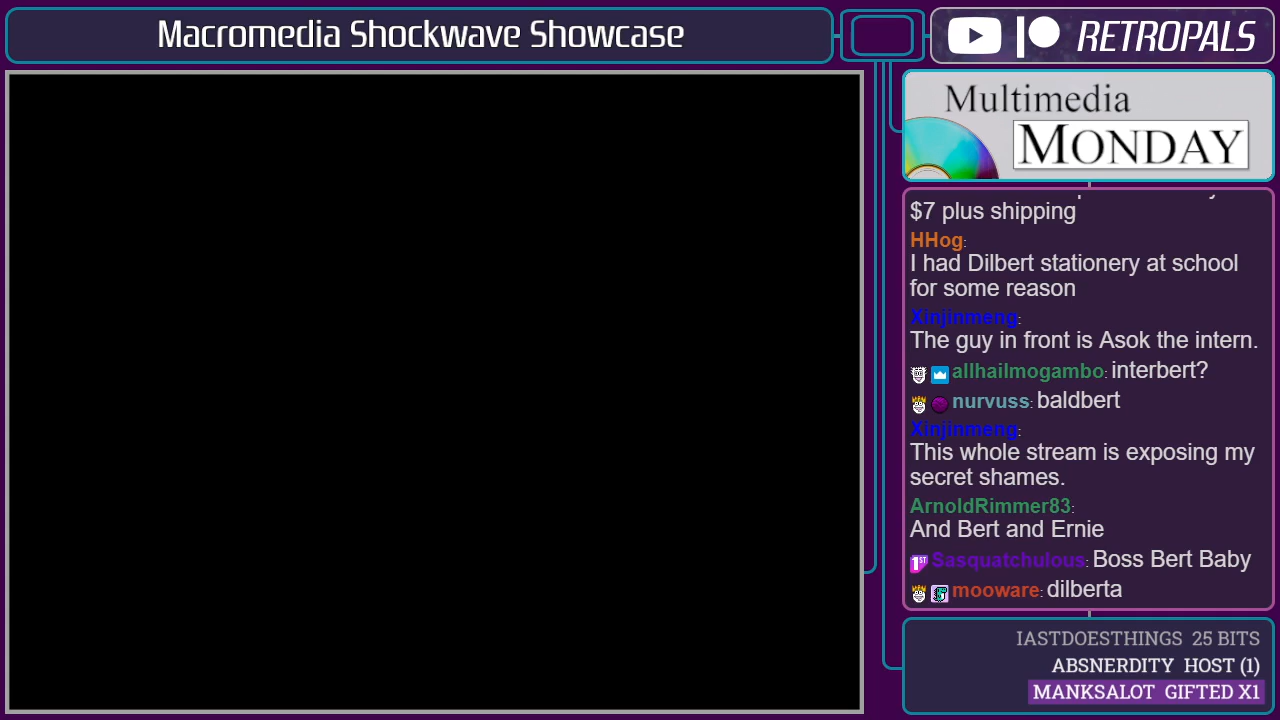 Macromedia Shockwave Showcase
RETROPALS
Multimedia
MONDAY
$7 plus shipping
HHog:
I had Dilbert stationery at school
for some reason
Xinjinmeng:
The guy in front is Asok the intern.
allhailmogambo: interbert?
nurvuss: baldbert
Xinjinmeng:
This whole stream is exposing my
secret shames.
ArnoldRimmer83:
And Bert and Ernie
1ST Sasquatchulous: Boss Bert Baby
mooware: dilberta
IASTDOESTHINGS 25 BITS
ABSNERDITY HOST (1)
MANKSALOT GIFTED X1